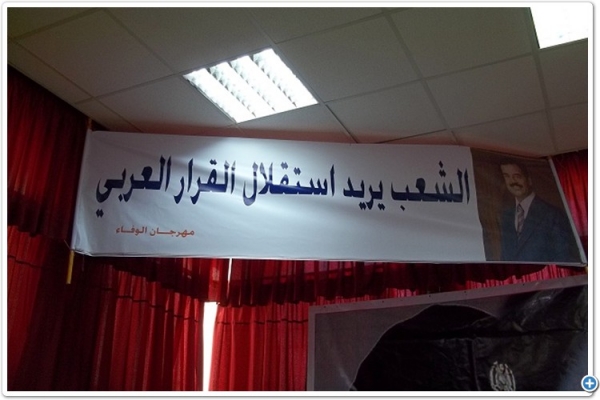 الشعب يريد استقلال القرار العربي
مهرجان الوفاء